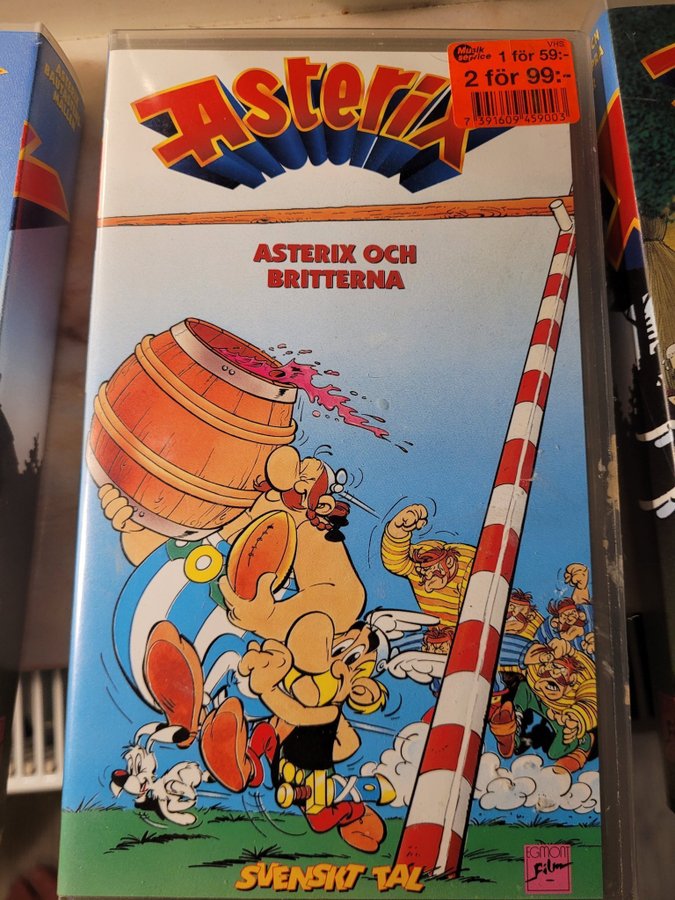 Asterix
Musik service
VHS
1 för 59:-
2 för 99:-
7 391609 459003
ASTERIX OCH
BRITTERNA
SVENSKT TAL
EGMONT
Film